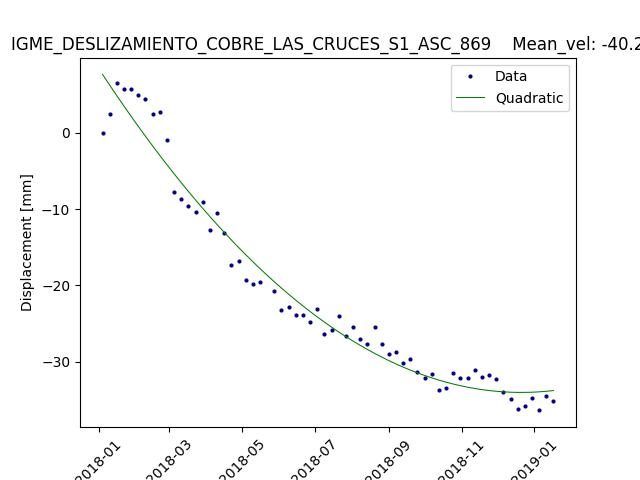 IGME_DESLIZAMIENTO_COBRE_LAS_CRUCES_S1_ASC_869 Mean_vel: -40.2
Data
Quadratic
Displacement [mm]
0
−10
−20
−30
2018-01
2018-03
2018-05
2018-07
2018-09
2018-11
2019-01